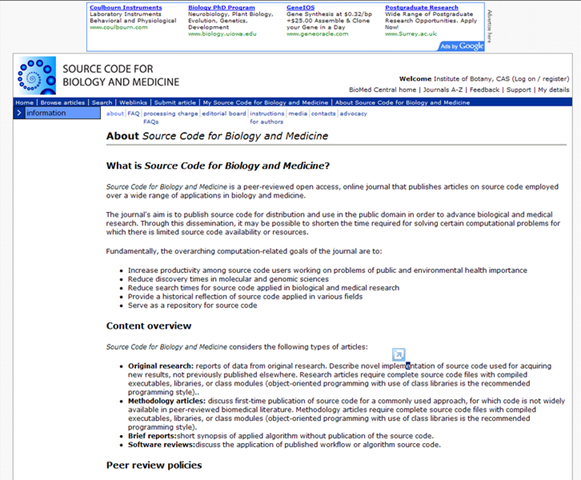 Coulbourn Instruments
Laboratory Instruments
Behavioral and Physiological
www.coulbourn.com
Biology PhD Program
Neurobiology, Plant Biology,
Evolution, Genetics,
Development
www.biology.uiowa.edu
GeneIOS
Gene Synthesis at $0.32/bp
+$25.00 Assemble & Clone
your gene or geneome
www.geneoracle.com
Postgraduate Research
Wide Range of Postgraduate
Research Opportunities. Apply
Now!
www.Surrey.ac.uk
Ads by Google
Advertise here
SOURCE CODE FOR
BIOLOGY AND MEDICINE
Welcome Institute of Botany, CAS (Log on / register)
BioMed Central home | Journals A-Z | Feedback | Support | My details
Home | Browse articles | Search | Weblinks | Submit article | My Source Code for Biology and Medicine | About Source Code for Biology and Medicine
information
about FAQ processing charge editorial board instructions media contacts advocacy
FAQs for authors
About Source Code for Biology and Medicine
What is Source Code for Biology and Medicine?
Source Code for Biology and Medicine is a peer-reviewed open access, online journal that publishes articles on source code employed
over a wide range of applications in biology and medicine.
The journal's aim is to publish source code for distribution and use in the public domain in order to advance biological and medical
research. Through this dissemination, it may be possible to shorten the time required for solving certain computational problems for
which there is limited source code availability or resources.
Fundamentally, the overarching computation-related goals of the journal are to:
• Increase productivity among source code users working on problems of public and environmental health importance
• Reduce discovery times in molecular and genomic sciences
• Reduce search times for source code applied in biological and medical research
• Provide a historical reflection of source code applied in various fields
• Serve as a repository for source code
Content overview
Source Code for Biology and Medicine considers the following types of articles:
• Original research: reports of data from original research. Describe novel implementation of source code used for acquiring
new results, not previously published elsewhere. Research articles require complete source code files with compiled
executables, libraries, or class modules (object-oriented programming with use of class libraries is the recommended
programming style)..
• Methodology articles: discuss first-time publication of source code for a commonly used approach, for which code is not widely
available in peer-reviewed biomedical literature. Methodology articles require complete source code files with compiled
executables, libraries, or class modules (object-oriented programming with use of class libraries is the recommended
programming style).
• Brief reports:short synopsis of applied algorithm without publication of the source code.
• Software reviews:discuss the application of published workflow or algorithm source code.
Peer review policies